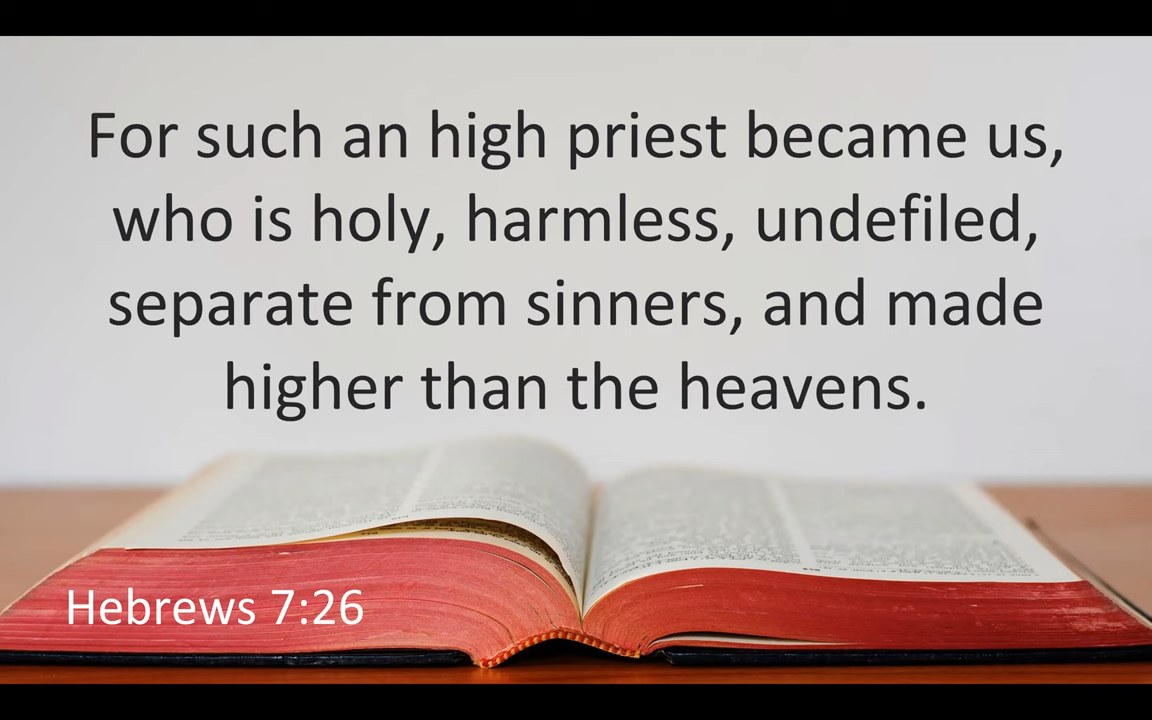 For such an high priest became us,
who is holy, harmless, undefiled,
separate from sinners, and made
higher than the heavens.
Hebrews 7:26